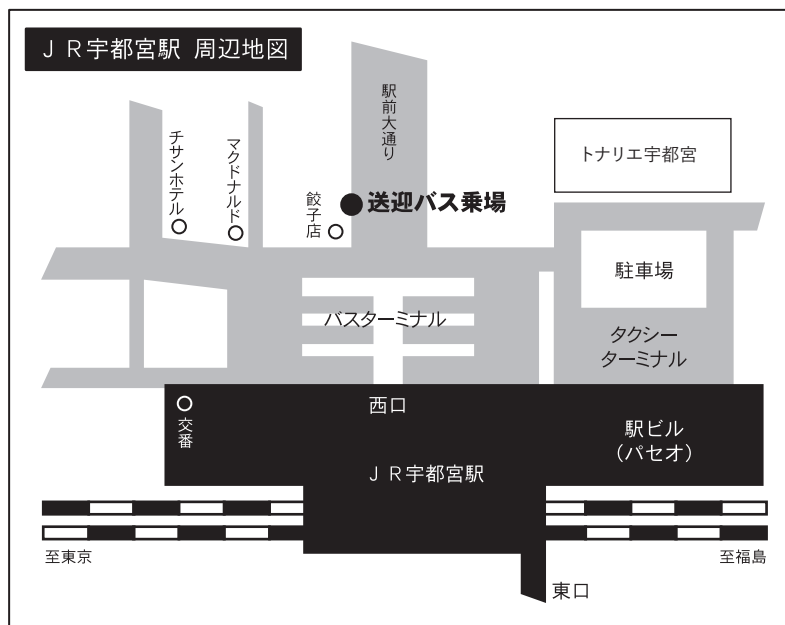 ＪＲ宇都宮駅 周辺地図
駅前大通り
チサンホテル
マクドナルド
餃子店
送迎バス乗場
トナリエ宇都宮
駐車場
バスターミナル
タクシー
ターミナル
交番
西口
駅ビル
(パセオ)
ＪＲ宇都宮駅
至東京
至福島
東口